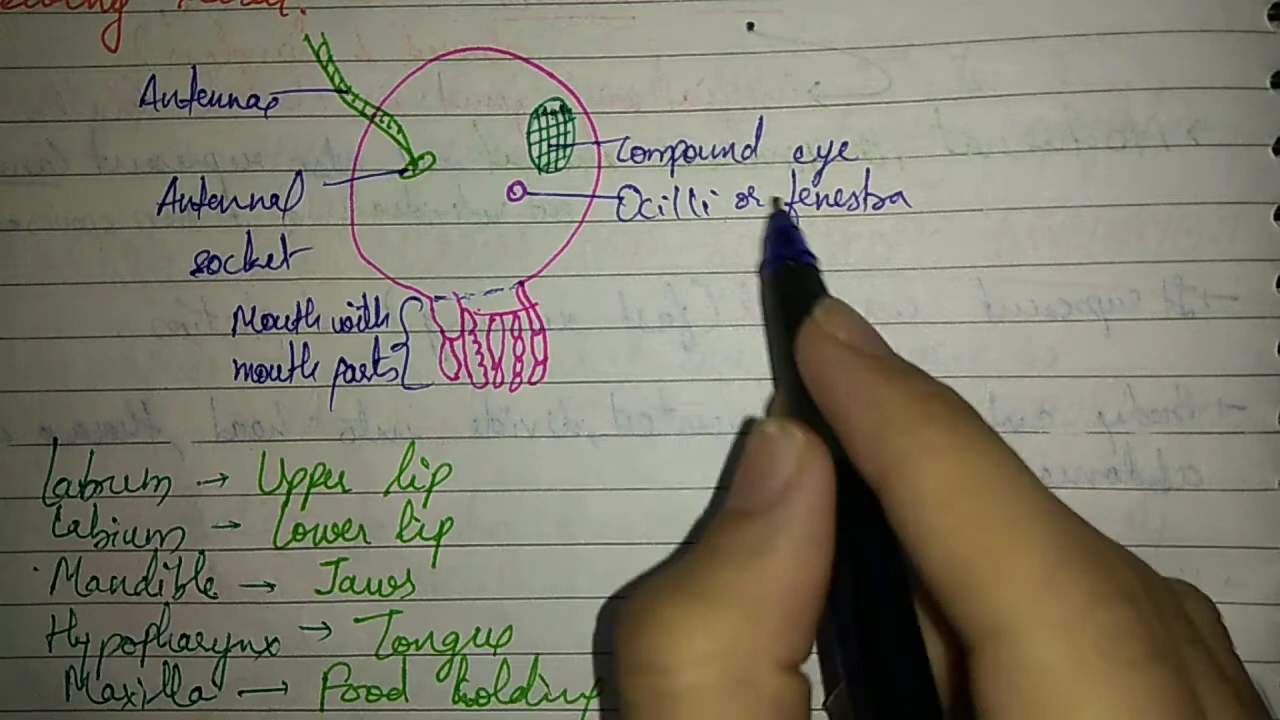 Antennae
Compound eye
Antennal
socket
Ocilli or fenestra
Mouth with
mouth parts
Labrum → Upper lip
Labium → Lower lip
Mandible → Jaws
Hypopharynx → Tongue
Maxilla → Food holding